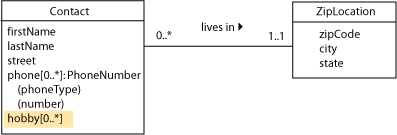 Contact
firstName
lastName
street
phone[0..*]:PhoneNumber
(phoneType)
(number)
hobby[0..*]
0..*
lives in
1..1
ZipLocation
zipCode
city
state